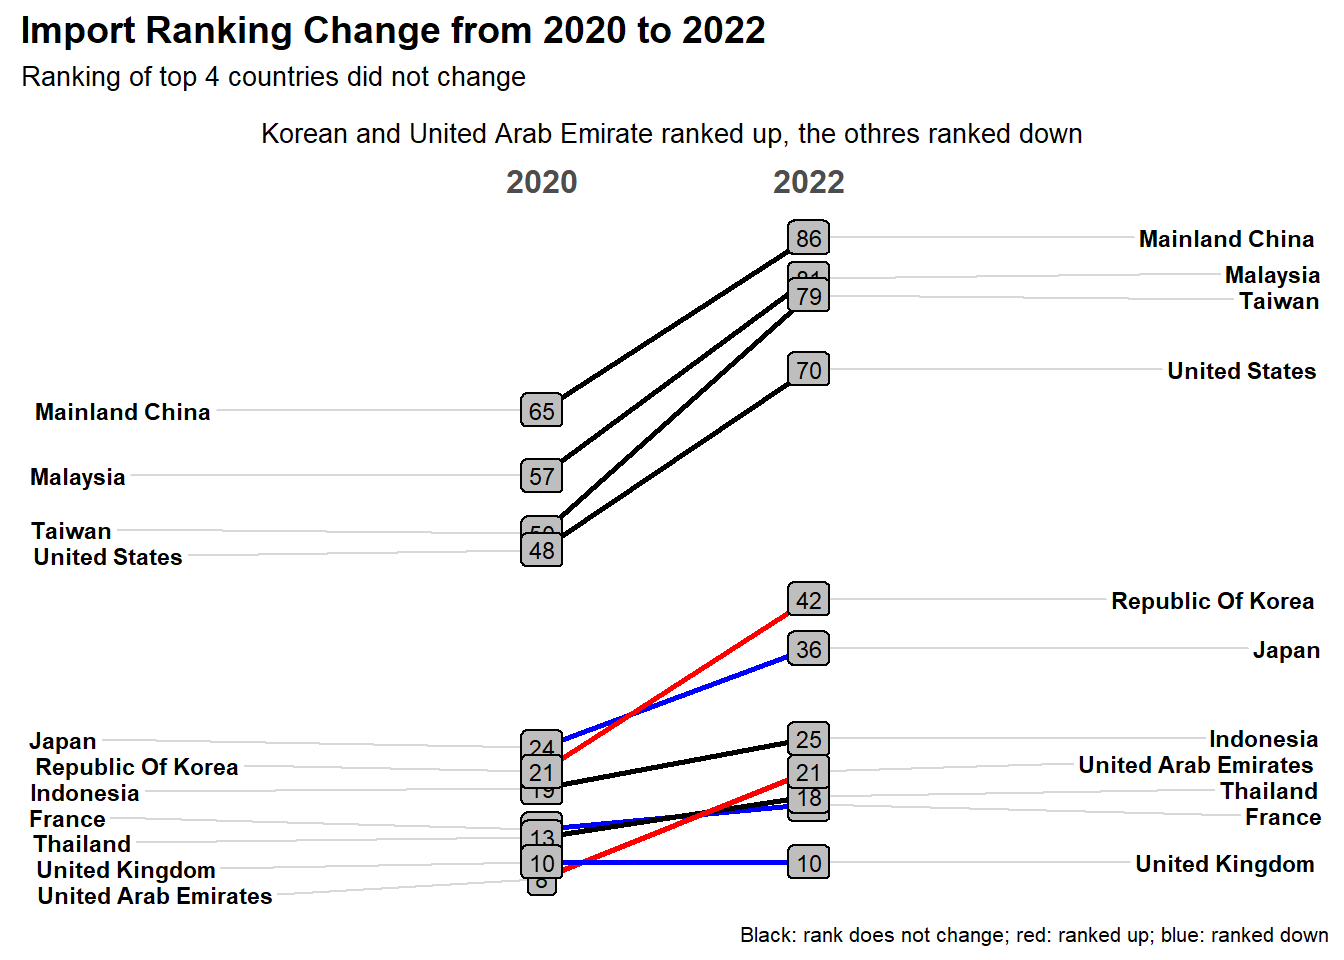 Import Ranking Change from 2020 to 2022
Ranking of top 4 countries did not change
Korean and United Arab Emirate ranked up, the othres ranked down
2020 2022
86 Mainland China
Malaysia
79 Taiwan
70 United States
Mainland China 65
Malaysia 57
Taiwan
United States 48
42 Republic Of Korea
36 Japan
Japan 24 25 Indonesia
Republic Of Korea 21 21 United Arab Emirates
Indonesia 19 18 Thailand
France France
Thailand 13
United Kingdom 10 10 United Kingdom
United Arab Emirates 8
Black: rank does not change; red: ranked up; blue: ranked down